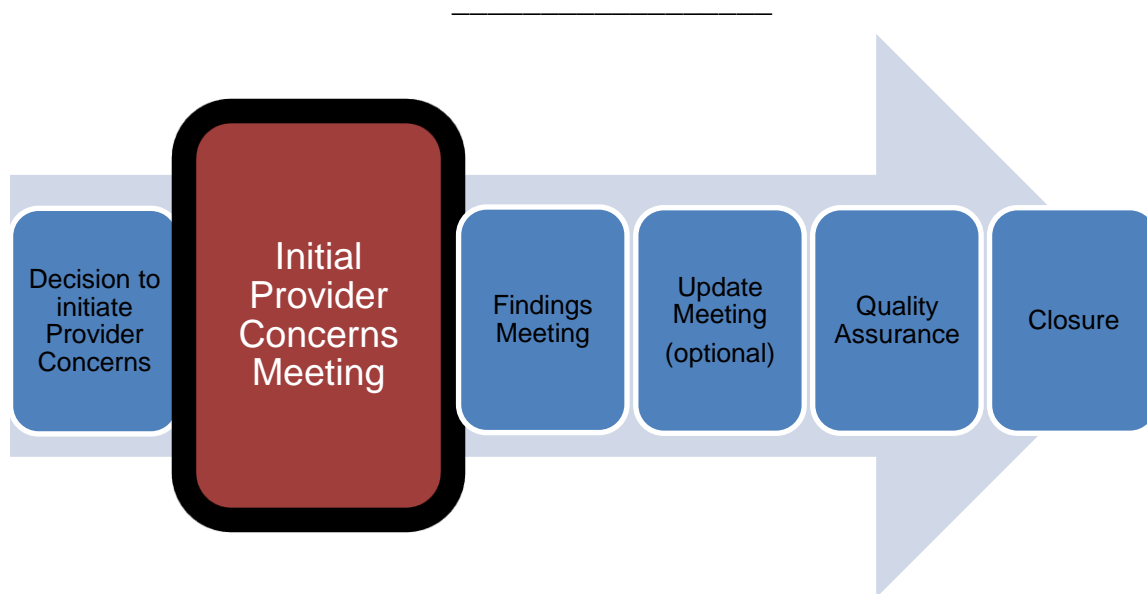 Decision to
initiate
Provider
Concerns
Initial
Provider
Concerns
Meeting
Findings
Meeting
Update
Meeting
(optional)
Quality
Assurance
Closure